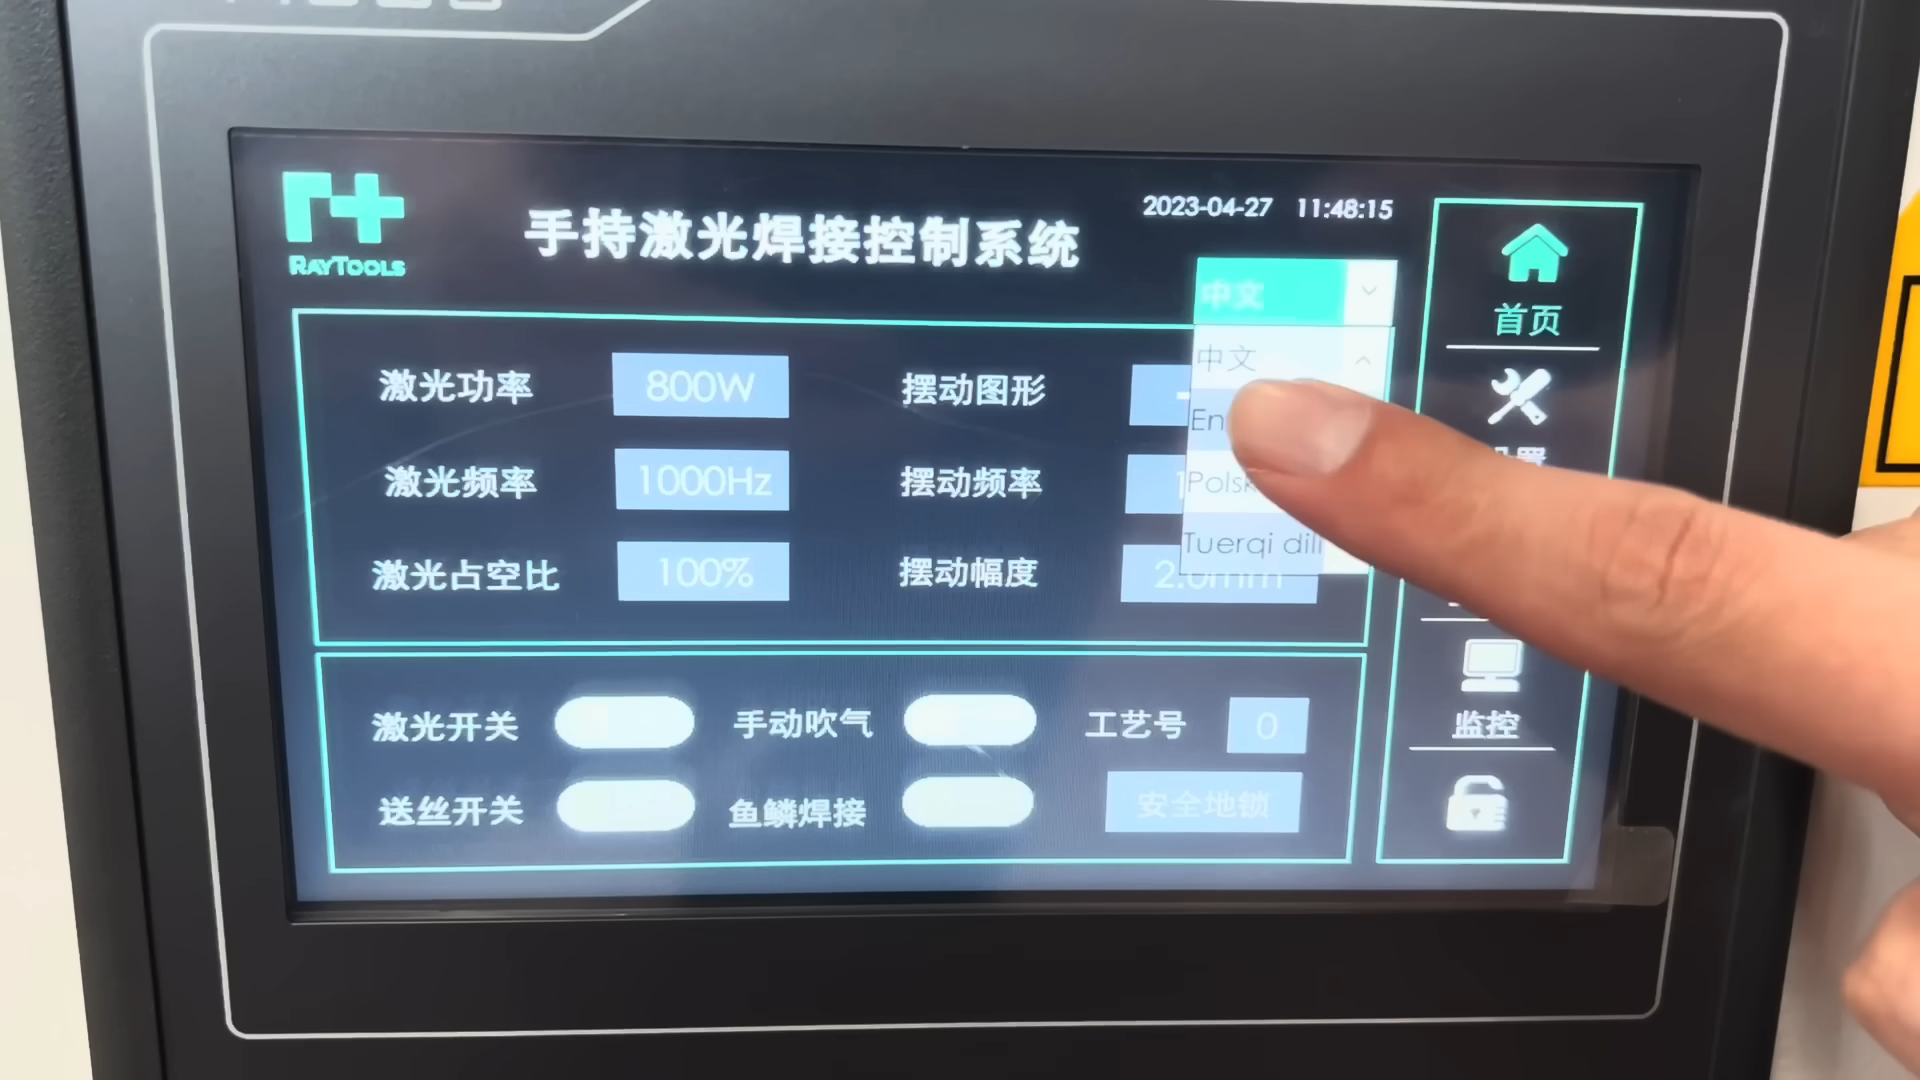 RAYTOOLS
手持激光焊接控制系统
2023-04-27 11:48:15
中文
中文
Tuerqi dili
激光功率 800W 摆动图形
激光频率 1000Hz 摆动频率
激光占空比 100% 摆动幅度 2.0mm
激光开关 手动吹气 工艺号 0
送丝开关 鱼鳞焊接 安全地锁
首页
监控